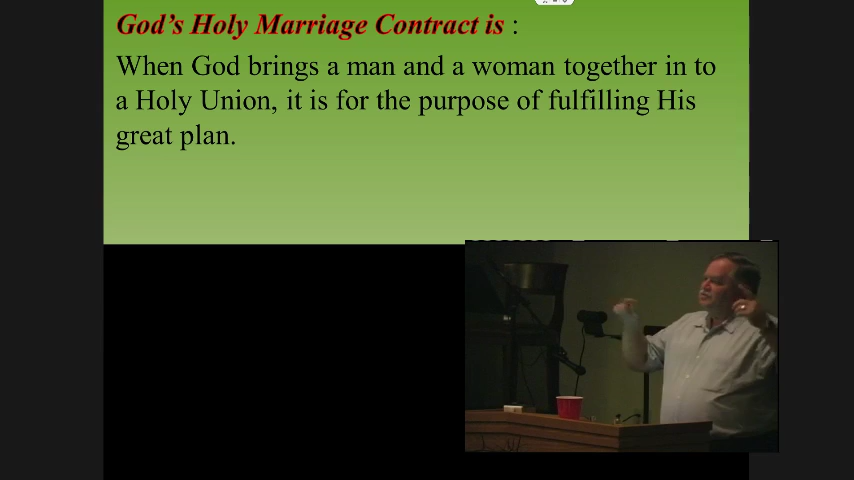 God's Holy Marriage Contract is :
When God brings a man and a woman together in to
a Holy Union, it is for the purpose of fulfilling His
great plan.